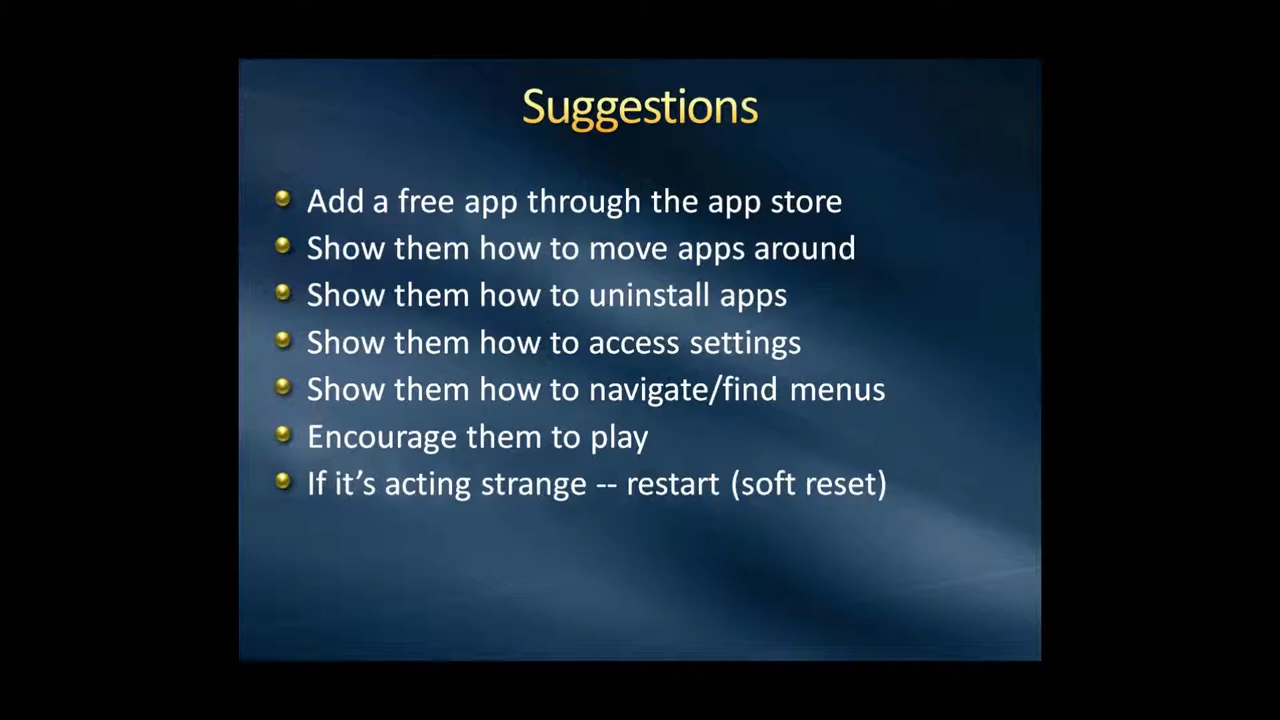 Suggestions
Add a free app through the app store
Show them how to move apps around
Show them how to uninstall apps
Show them how to access settings
Show them how to navigate/find menus
Encourage them to play
If it’s acting strange -- restart (soft reset)